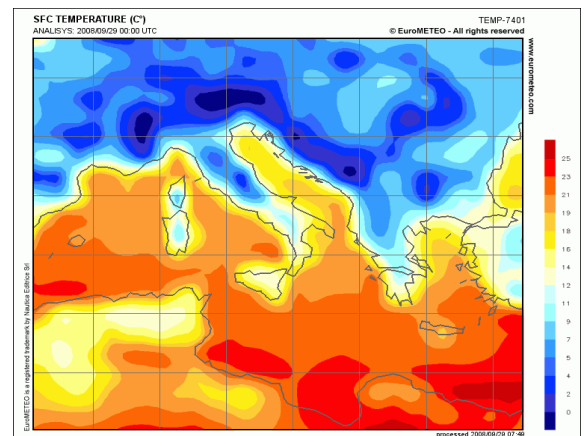 SFC TEMPERATURE (C°)
TEMP-7401
ANALISYS: 2008/09/29 00:00 UTC
© EuroMETEO - All rights reserved
www.eurometeo.com
EuroMETEO is a registered trademark by Nautica Editrice Srl
25
23
21
19
18
16
14
12
11
9
7
5
4
2
0
processed 2008/09/29 07:48